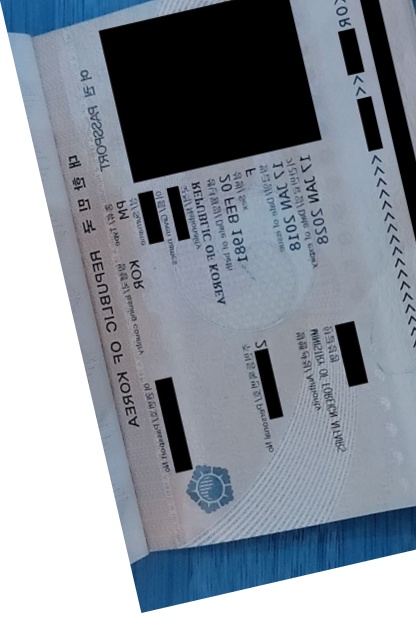 여권 PASSPORT
대한민국 REPUBLIC OF KOREA
종류/Type
PM
발행국/Issuing country
KOR
여권번호/Passport No
성/Surname
이름/Given names
국적/Nationality
REPUBLIC OF KOREA
생년월일/Date of birth
20 FEB 1981
성별/Sex
F
주민등록번호/Personal No
2
발급일/Date of issue
17 JAN 2018
기간만료일/Date of expiry
17 JAN 2028
발행관청/Authority
MINISTRY OF FOREIGN AFFAIRS
한글성명